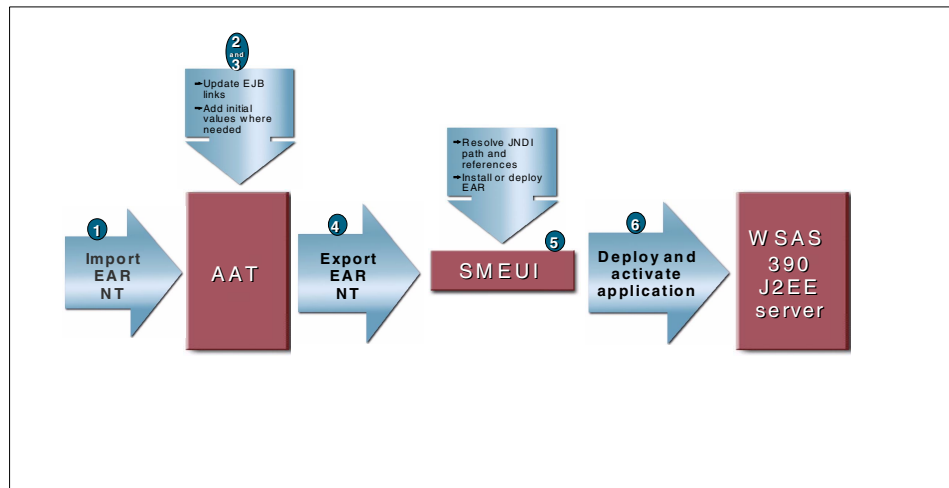 1
Import
EAR
NT
2
and
3
➞Update EJB
links
➞Add initial
values where
needed
AAT
4
Export
EAR
NT
➞Resolve JNDI
path and
references
➞Install or deploy
EAR
5
SMEUI
6
Deploy and
activate
application
WSAS
390
J2EE
server